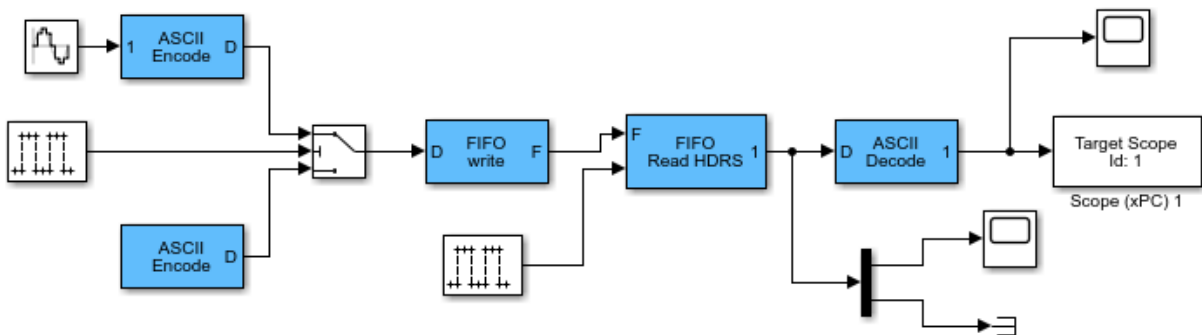 1
ASCII
Encode
D
D
FIFO
write
F
F
FIFO
Read HDRS
1
D
ASCII
Decode
1
Target Scope
Id: 1
Scope (xPC) 1
ASCII
Encode
D